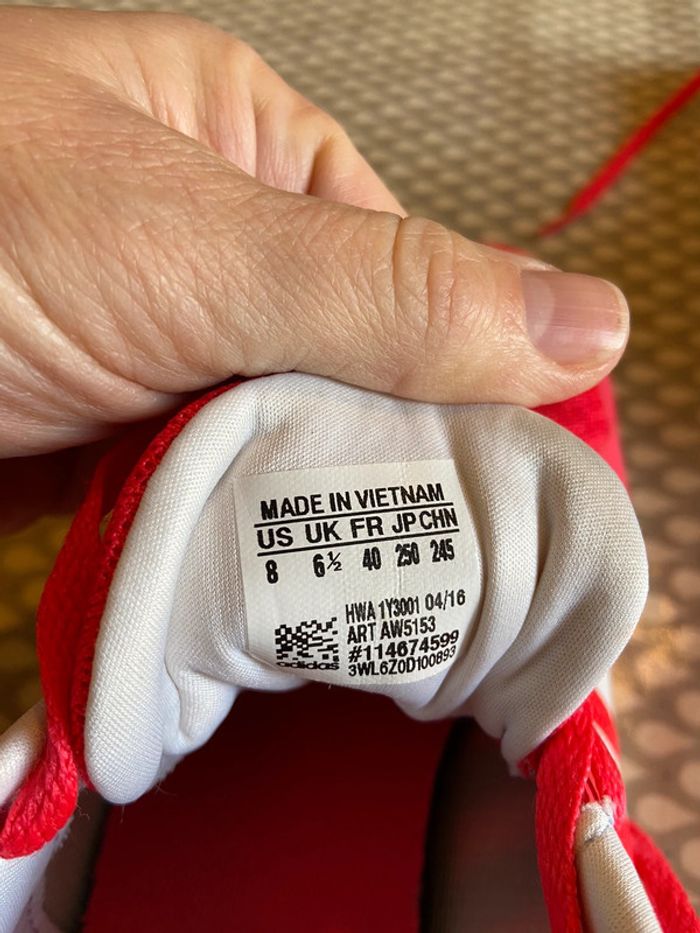 MADE IN VIETNAM
US UK FR JP CHN
8 6½ 40 250 245
HWA 1Y3001 04/16
ART AW5153
#114674599
3WL6Z0D100893
adidas